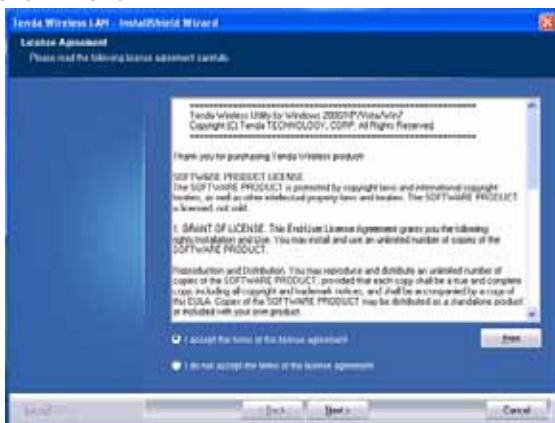 Tenda Wireless LAN - InstallShield Wizard
License Agreement
Please read the following license agreement carefully.
Tenda Wireless Utility for Windows 2000/XP/Vista/Win7
Copyright (C) Tenda TECHNOLOGY, CORP. All Rights Reserved.
Thank you for purchasing Tenda Wireless product!
SOFTWARE PRODUCT LICENSE
The SOFTWARE PRODUCT is protected by copyright laws and international copyright
treaties, as well as other intellectual property laws and treaties. The SOFTWARE PRODUCT
is licensed, not sold.
1. GRANT OF LICENSE. This End-User License Agreement grants you the following
rights: Installation and Use. You may install and use an unlimited number of copies of the
SOFTWARE PRODUCT.
Reproduction and Distribution. You may reproduce and distribute an unlimited number of
copies of the SOFTWARE PRODUCT; provided that each copy shall be a true and complete
copy, including all copyright and trademark notices, and shall be accompanied by a copy of
this EULA. Copies of the SOFTWARE PRODUCT may be distributed as a standalone product
or included with your own product.
I accept the terms of the license agreement
Print
I do not accept the terms of the license agreement
InstallShield
< Back
Next >
Cancel